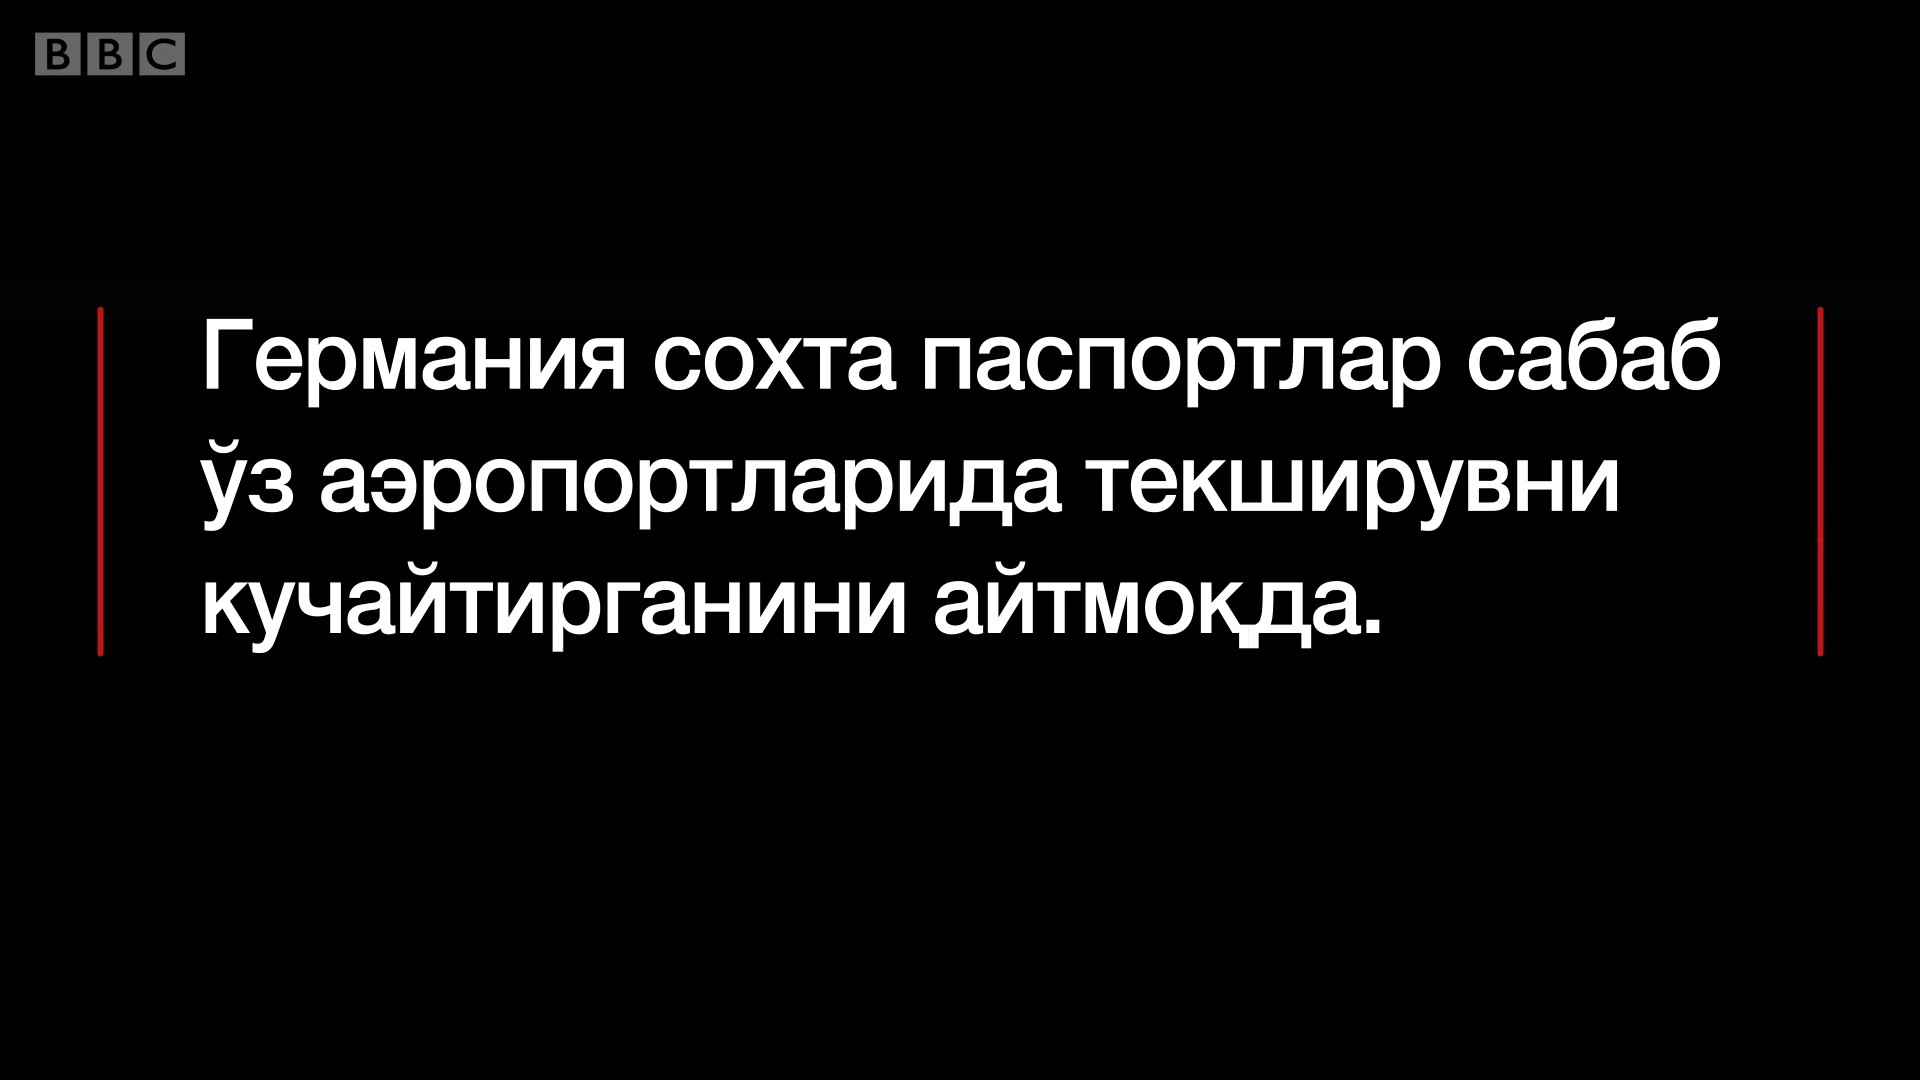 BBC
Германия сохта паспортлар сабаб
ўз аэропортларида текширувни
кучайтирганини айтмоқда.